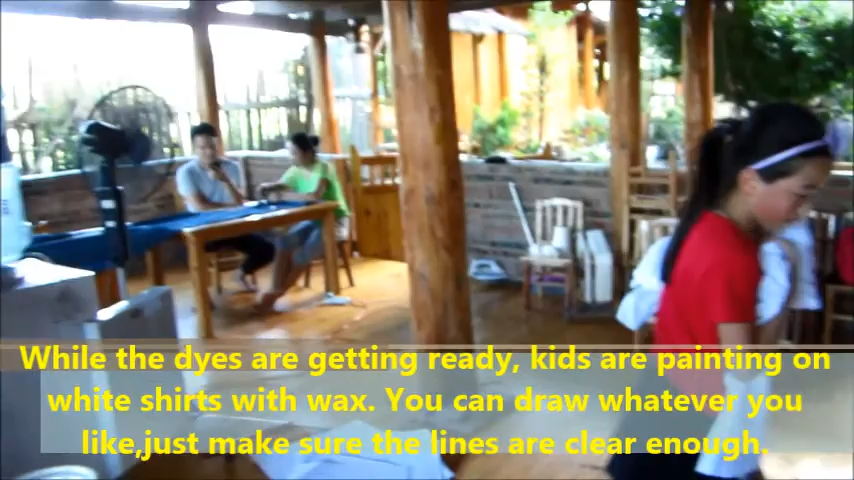 While the dyes are getting ready, kids are painting on
white shirts with wax. You can draw whatever you
like,just make sure the lines are clear enough.